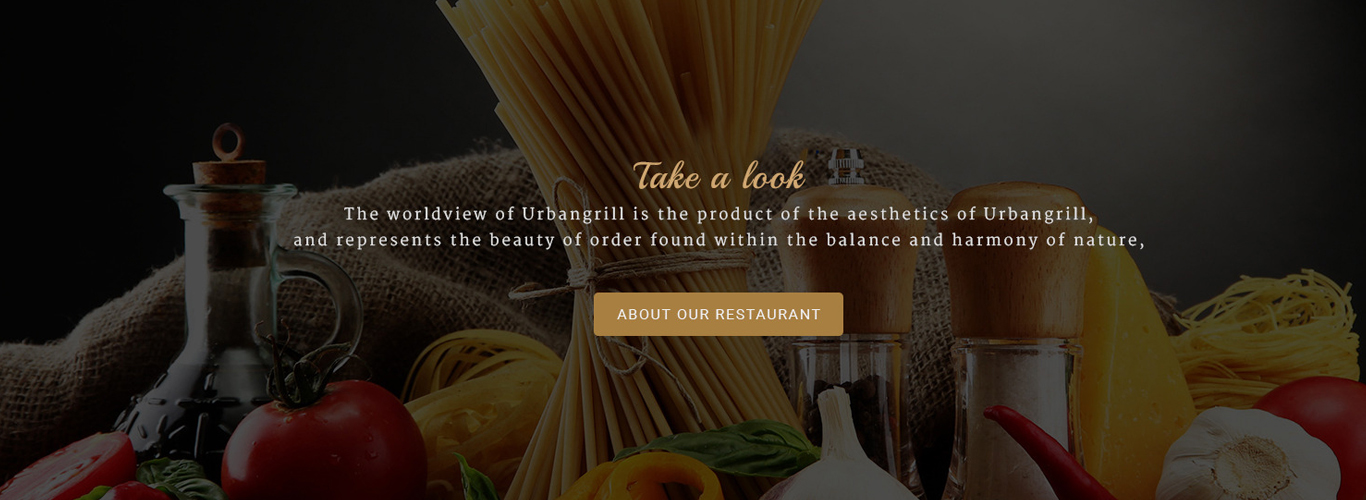 Take a look
The worldview of Urbangrill is the product of the aesthetics of Urbangrill,
and represents the beauty of order found within the balance and harmony of nature,
ABOUT OUR RESTAURANT